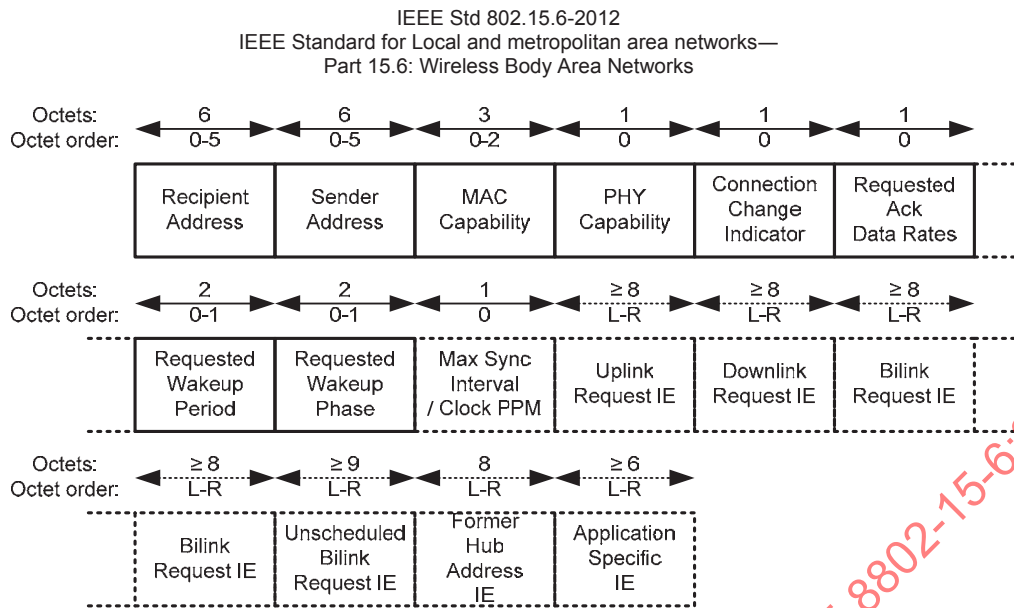 IEEE Std 802.15.6-2012
IEEE Standard for Local and metropolitan area networks—
Part 15.6: Wireless Body Area Networks
Octets: 6 6 3 1 1 1
Octet order: 0-5 0-5 0-2 0 0 0
Recipient Address
Sender Address
MAC Capability
PHY Capability
Connection Change Indicator
Requested Ack Data Rates
Octets: 2 2 1 ≥ 8 ≥ 8 ≥ 8
Octet order: 0-1 0-1 0 L-R L-R L-R
Requested Wakeup Period
Requested Wakeup Phase
Max Sync Interval / Clock PPM
Uplink Request IE
Downlink Request IE
Bilink Request IE
Octets: ≥ 8 ≥ 9 8 ≥ 6
Octet order: L-R L-R L-R L-R
Bilink Request IE
Unscheduled Bilink Request IE
Former Hub Address IE
Application Specific IE
8802-15-6: